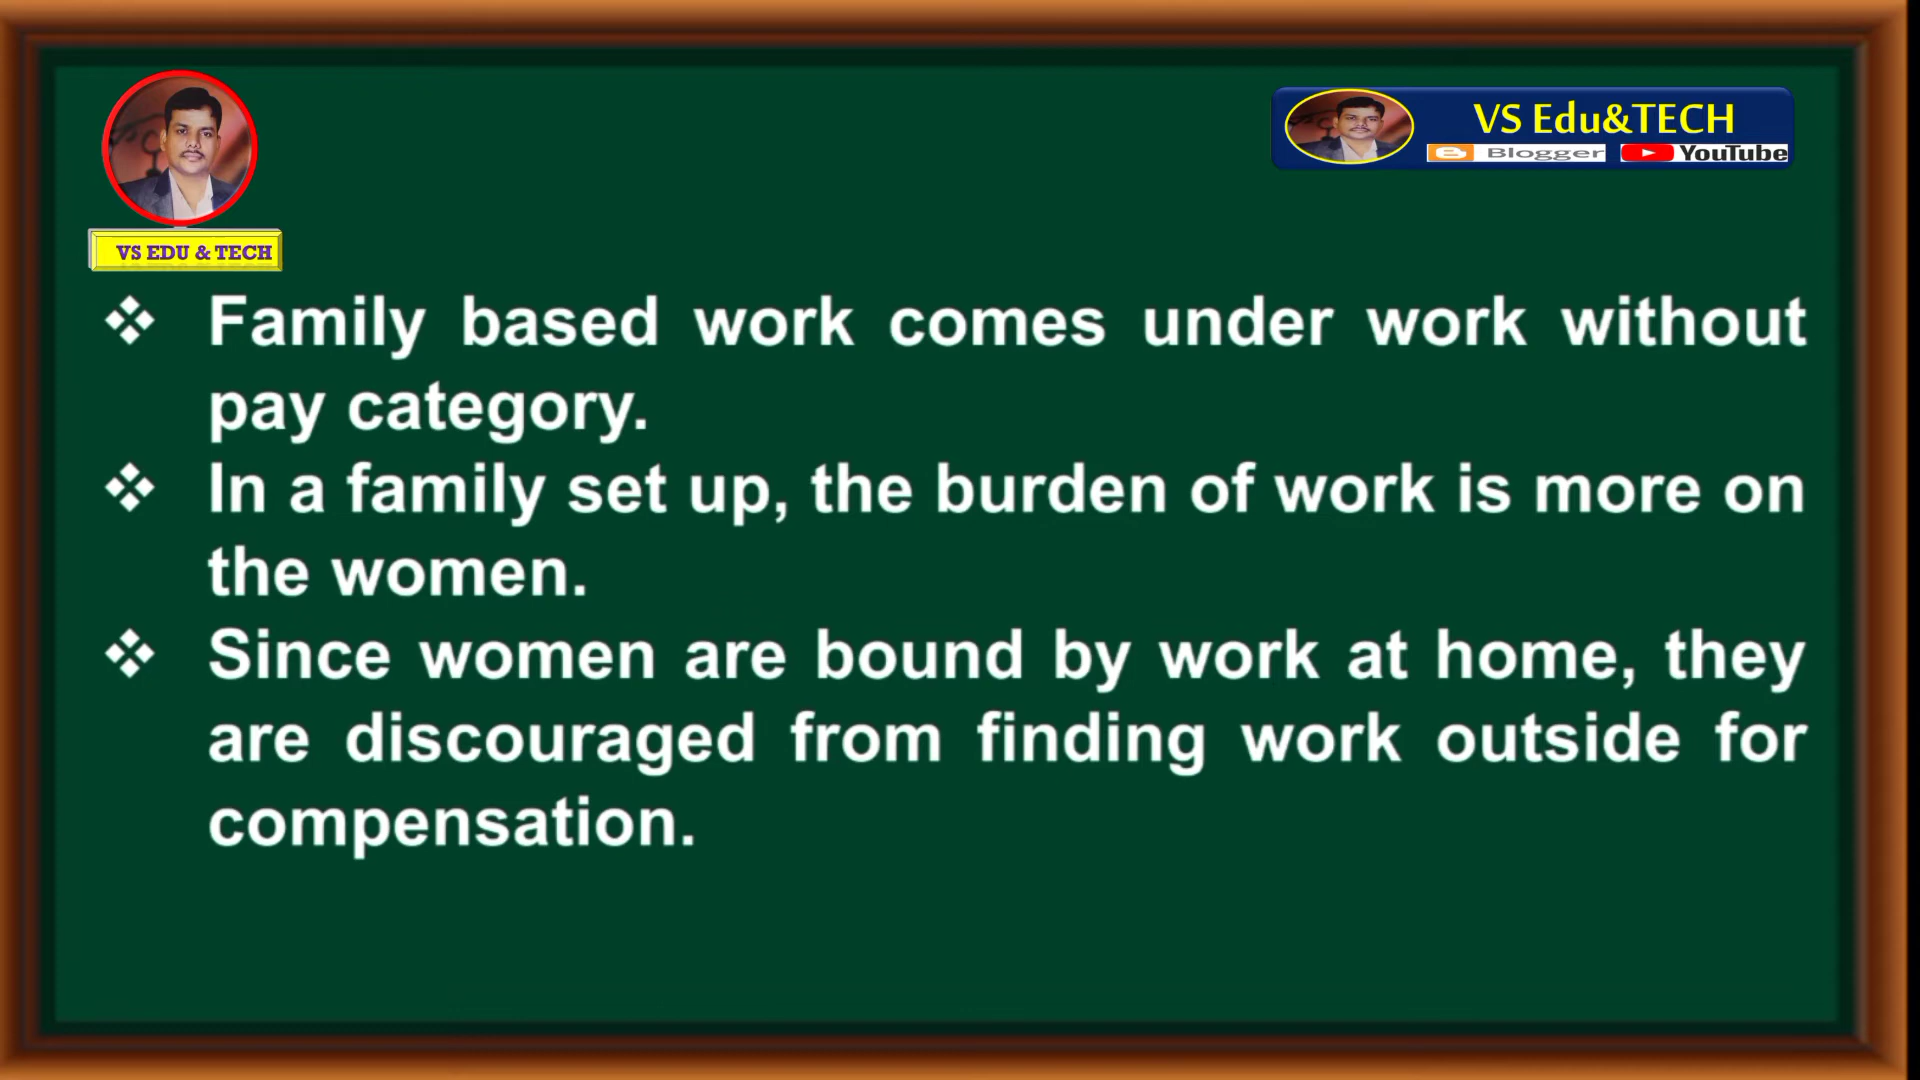 VS Edu&TECH
Blogger YouTube
VS EDU & TECH
❖ Family based work comes under work without
pay category.
❖ In a family set up, the burden of work is more on
the women.
❖ Since women are bound by work at home, they
are discouraged from finding work outside for
compensation.